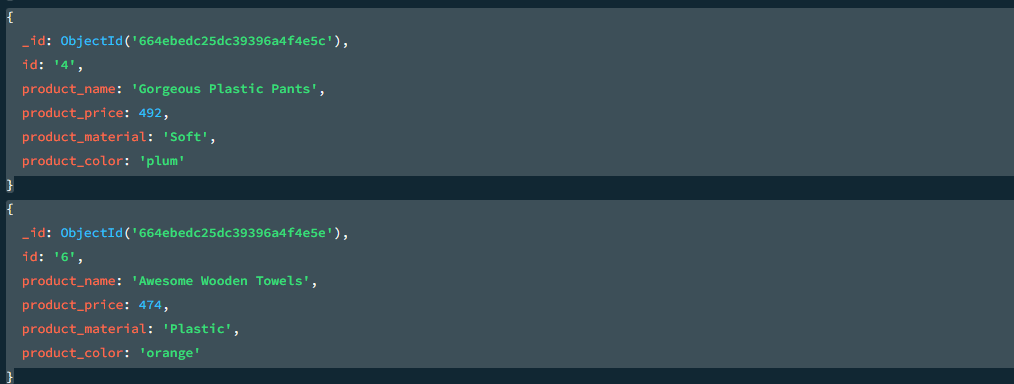 {
_id: ObjectId('664ebedc25dc39396a4f4e5c'),
id: '4',
product_name: 'Gorgeous Plastic Pants',
product_price: 492,
product_material: 'Soft',
product_color: 'plum'
}
{
_id: ObjectId('664ebedc25dc39396a4f4e5e'),
id: '6',
product_name: 'Awesome Wooden Towels',
product_price: 474,
product_material: 'Plastic',
product_color: 'orange'
}